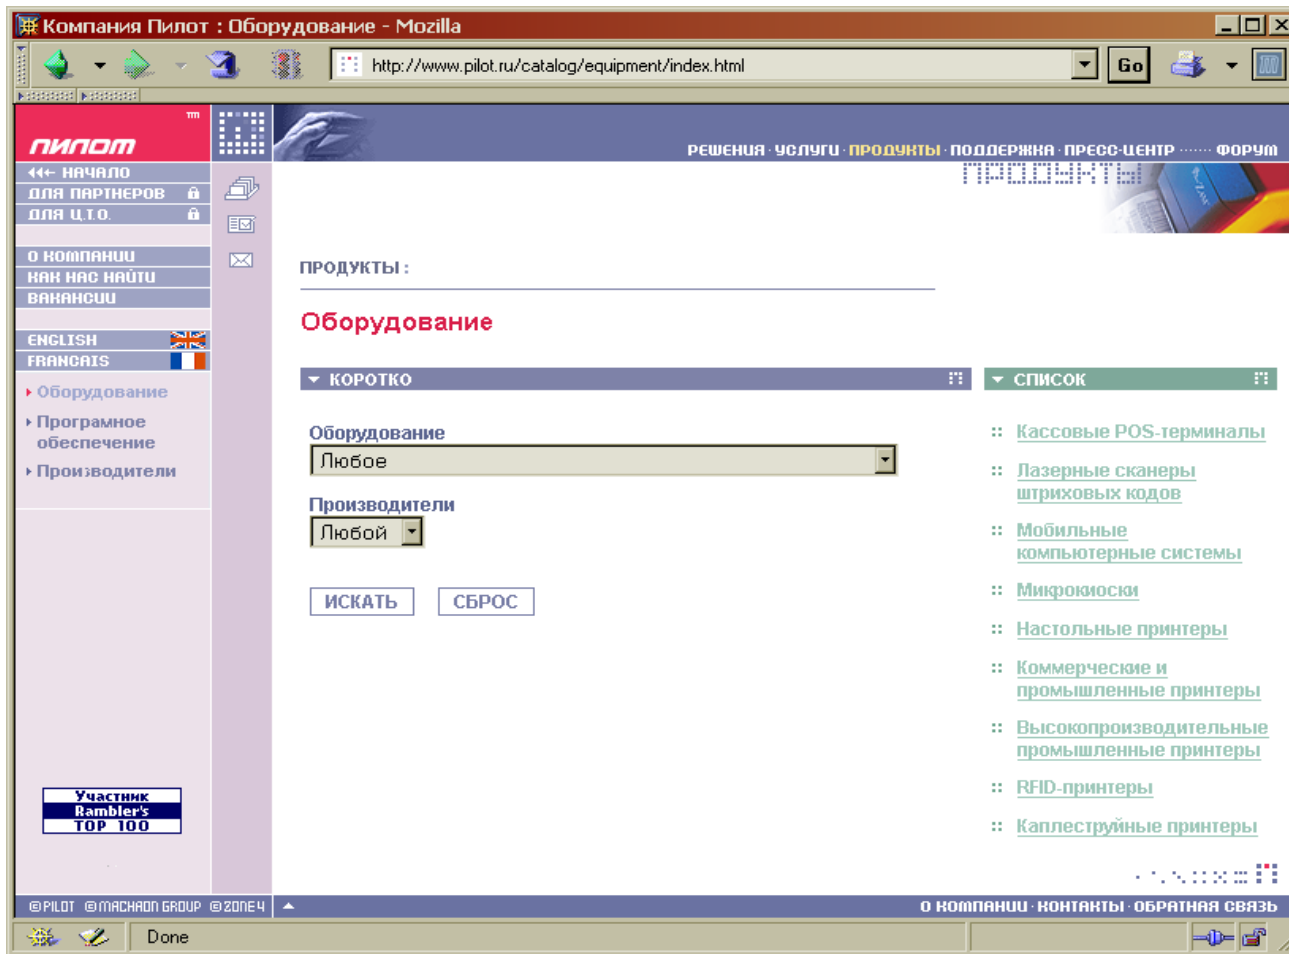 Компания Пилот : Оборудование - Mozilla
http://www.pilot.ru/catalog/equipment/index.html
Go
пилот
РЕШЕНИЯ · УСЛУГИ · ПРОДУКТЫ · ПОДДЕРЖКА · ПРЕСС-ЦЕНТР ······· ФОРУМ
НАЧАЛО
ДЛЯ ПАРТНЕРОВ
ДЛЯ Ц.Т.О.
ПРОДУКТЫ
О КОМПАНИИ
КАК НАС НАЙТИ
ВАКАНСИИ
ENGLISH
FRANCAIS
Оборудование
Програмное
обеспечение
Производители
ПРОДУКТЫ :
Оборудование
КОРОТКО
Оборудование
Любое
Производители
Любой
ИСКАТЬ СБРОС
СПИСОК
Кассовые POS-терминалы
Лазерные сканеры
штриховых кодов
Мобильные
компьютерные системы
Микрокиоски
Настольные принтеры
Коммерческие и
промышленные принтеры
Высокопроизводительные
промышленные принтеры
RFID-принтеры
Каплеструйные принтеры
Участник
Rambler's
TOP 100
© PILOT © MACHAON GROUP © ZONE4
О КОМПАНИИ · КОНТАКТЫ · ОБРАТНАЯ СВЯЗЬ
Done